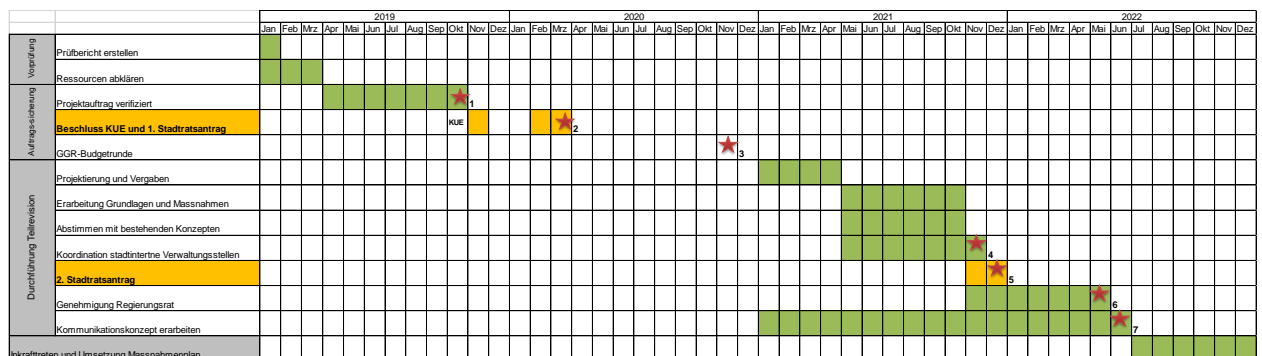 2019 2020 2021 2022
Jan Feb Mrz Apr Mai Jun Jul Aug Sep Okt Nov Dez Jan Feb Mrz Apr Mai Jun Jul Aug Sep Okt Nov Dez Jan Feb Mrz Apr Mai Jun Jul Aug Sep Okt Nov Dez Jan Feb Mrz Apr Mai Jun Jul Aug Sep Okt Nov Dez
Vorprüfung
Prüfbericht erstellen
Ressourcen abklären
Auftrags-sicherung
Projektauftrag verifiziert 1
Beschluss KUE und 1. Stadtratsantrag KUE 2
GGR-Budgetrunde 3
Durchführung Teilrevision
Projektierung und Vergaben
Erarbeitung Grundlagen und Massnahmen
Abstimmen mit bestehenden Konzepten
Koordination stadtintertne Verwaltungsstellen 4
2. Stadtratsantrag 5
Genehmigung Regierungsrat 6
Kommunikationskonzept erarbeiten 7
Inkrafttreten und Umsetzung Massnahmenplan